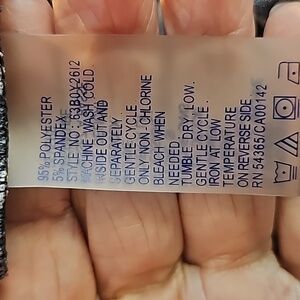 95% POLYESTER
5% SPANDEX
STYLE NO : G3B0X2612
MACHINE WASH COLD.
INSIDE OUT AND
SEPARATELY.
GENTLE CYCLE.
ONLY NON-CHLORINE
BLEACH WHEN
NEEDED.
TUMBLE DRY LOW.
GENTLE CYCLE.
IRON AT LOW
TEMPERATURE
ON REVERSE SIDE
RN 54365/CA00142